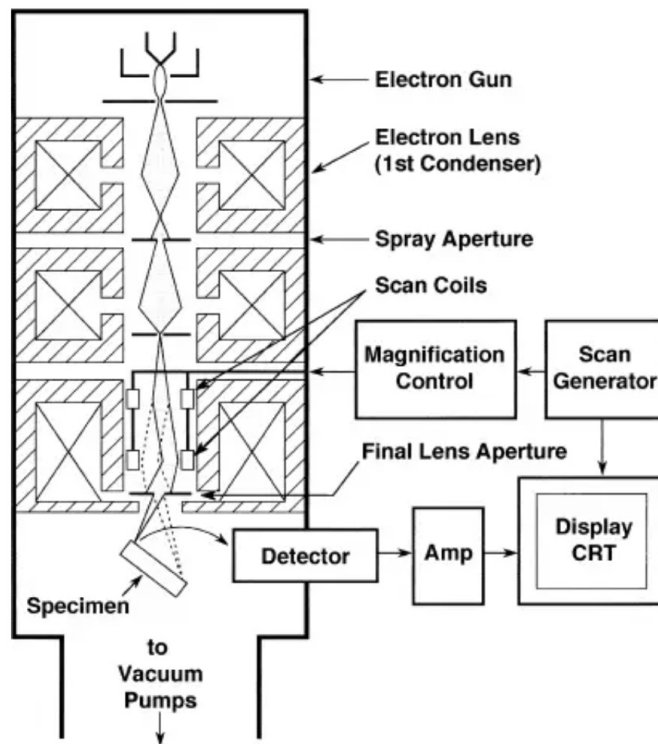 Electron Gun
Electron Lens
(1st Condenser)
Spray Aperture
Scan Coils
Magnification
Control
Scan
Generator
Final Lens Aperture
Detector
Amp
Display
CRT
Specimen
to
Vacuum
Pumps